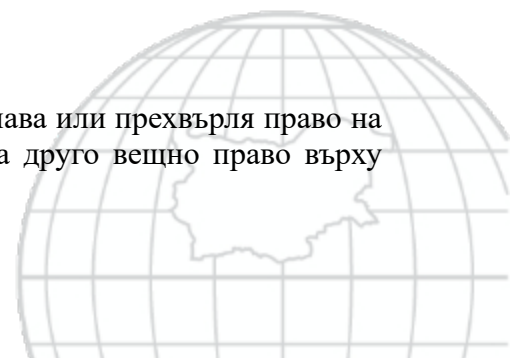 ава или прехвърля право на
а друго вещно право върху